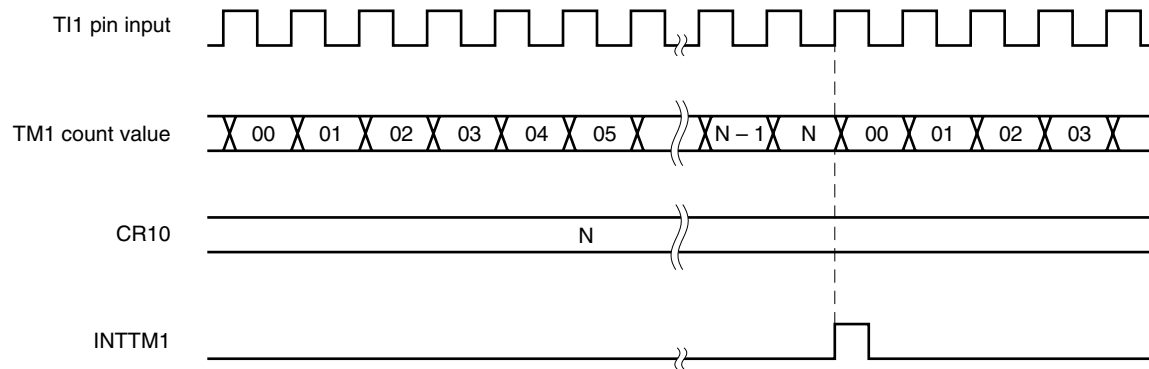 TI1 pin input
TM1 count value 00 01 02 03 04 05 N – 1 N 00 01 02 03
CR10 N
INTTM1